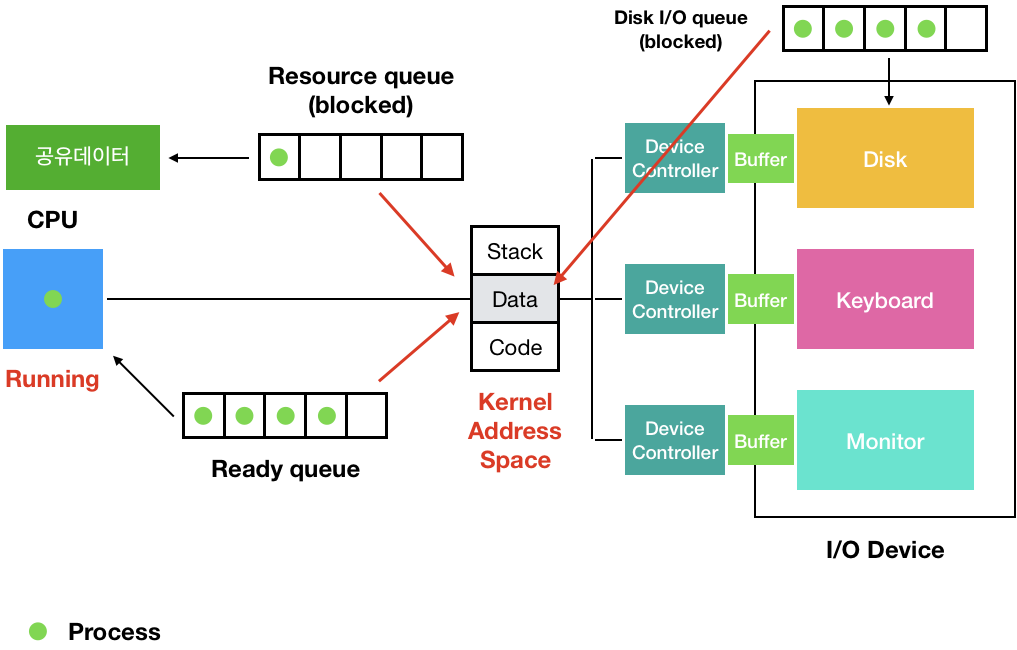 Disk I/O queue
(blocked)
Resource queue
(blocked)
공유데이터
CPU
Running
Ready queue
Stack
Data
Code
Kernel
Address
Space
Device
Controller
Buffer
Disk
Device
Controller
Buffer
Keyboard
Device
Controller
Buffer
Monitor
I/O Device
Process